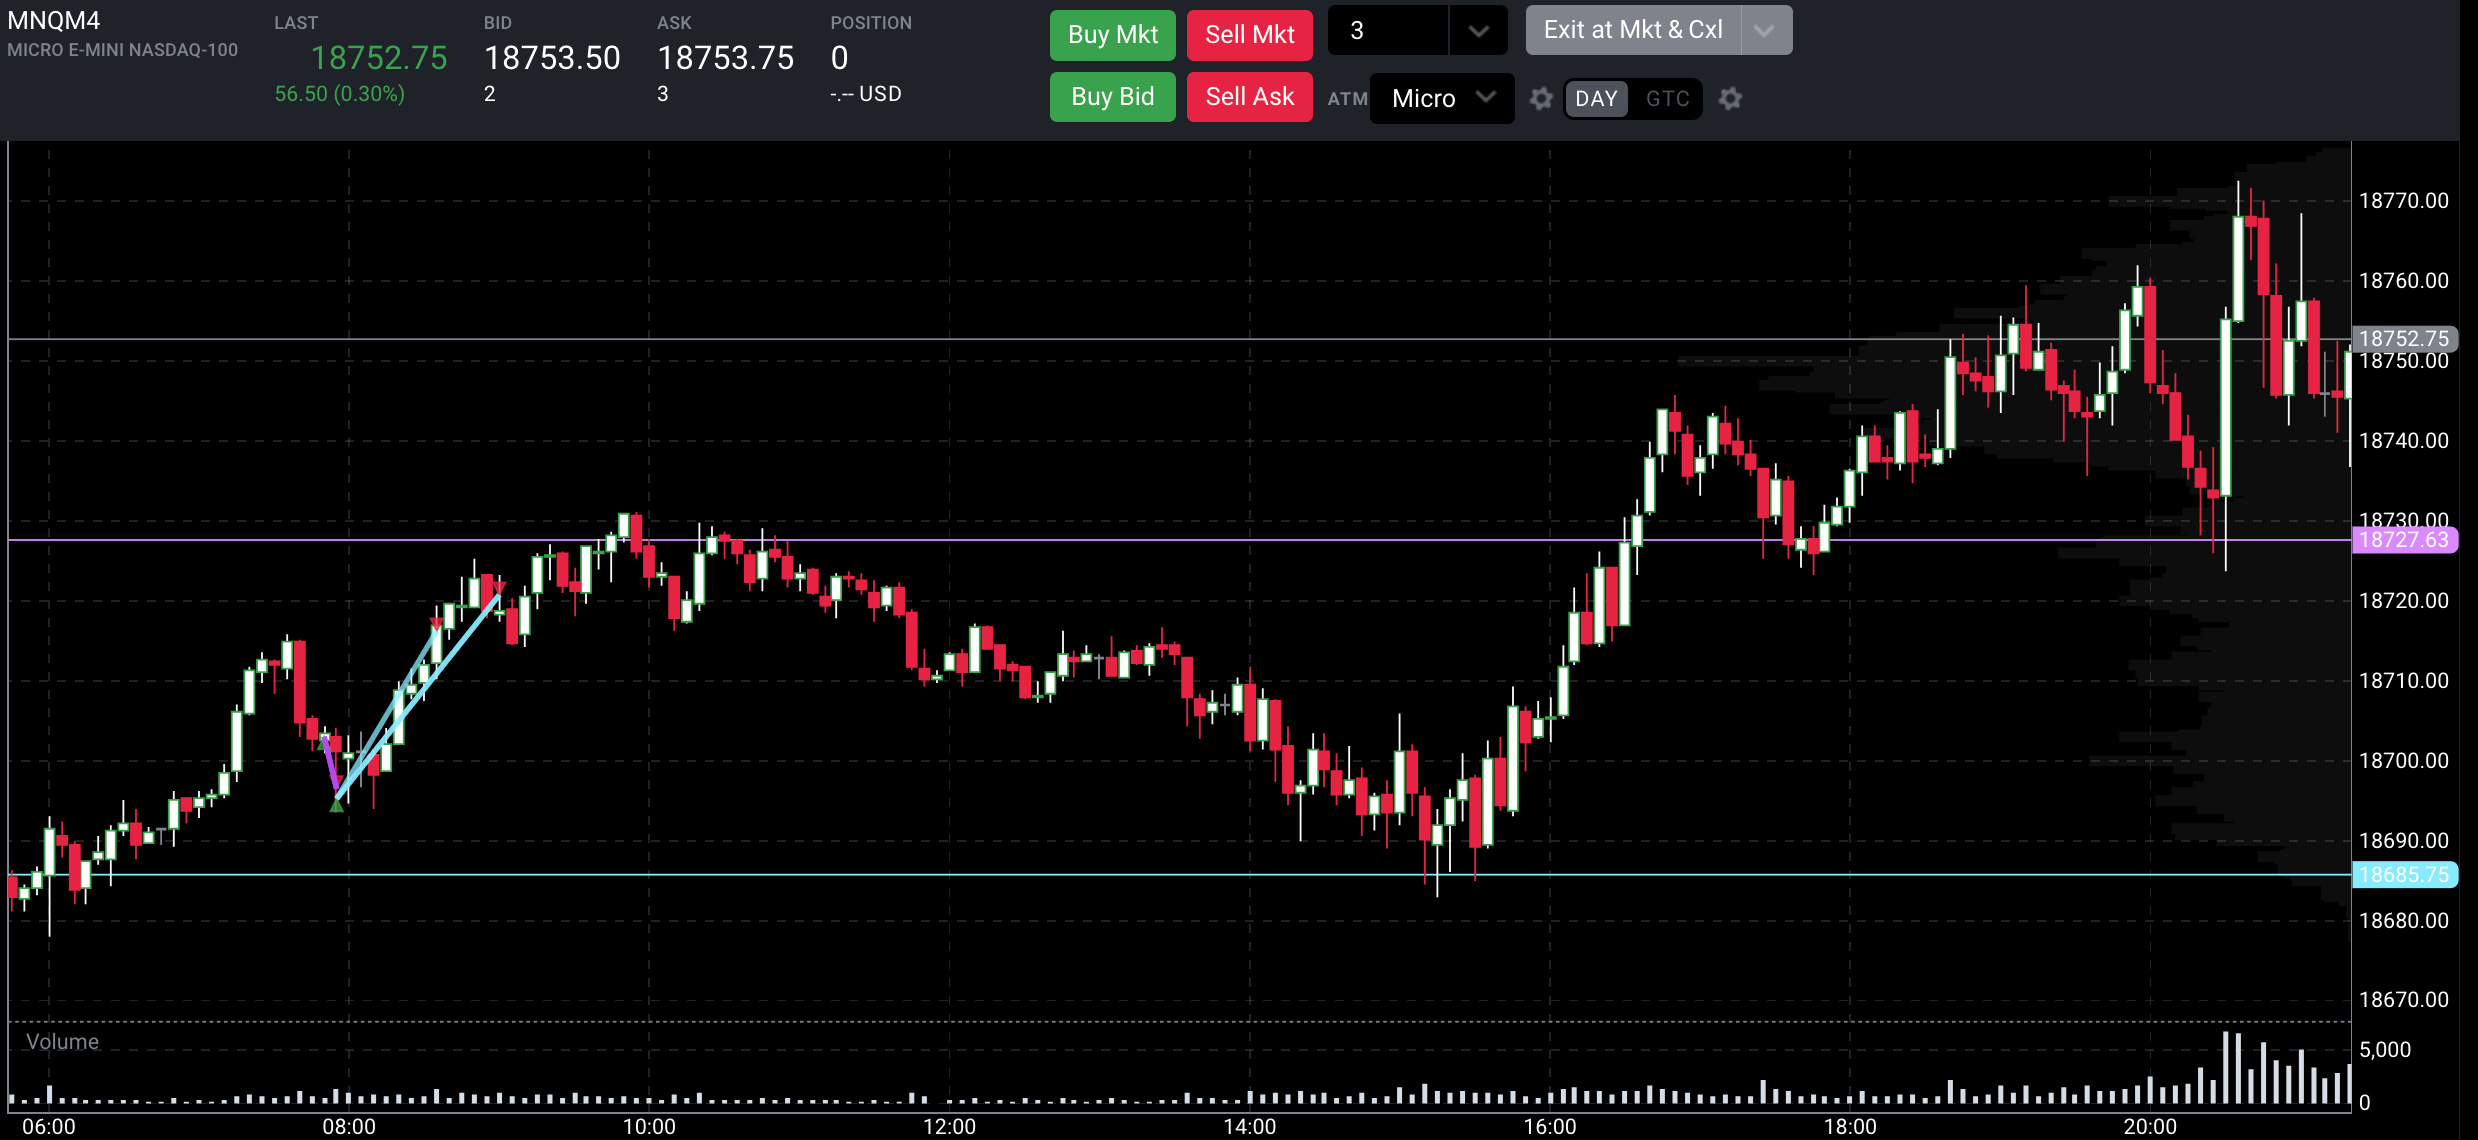 MNQM4
MICRO E-MINI NASDAQ-100
LAST
18752.75
56.50 (0.30%)
BID
18753.50
2
ASK
18753.75
3
POSITION
0
-.-- USD
Buy Mkt
Sell Mkt
3
Exit at Mkt & Cxl
Buy Bid
Sell Ask
ATM
Micro
DAY
GTC
18770.00
18760.00
18752.75
18750.00
18740.00
18730.00
18727.63
18720.00
18710.00
18700.00
18690.00
18685.75
18680.00
18670.00
Volume
5,000
0
06:00
08:00
10:00
12:00
14:00
16:00
18:00
20:00